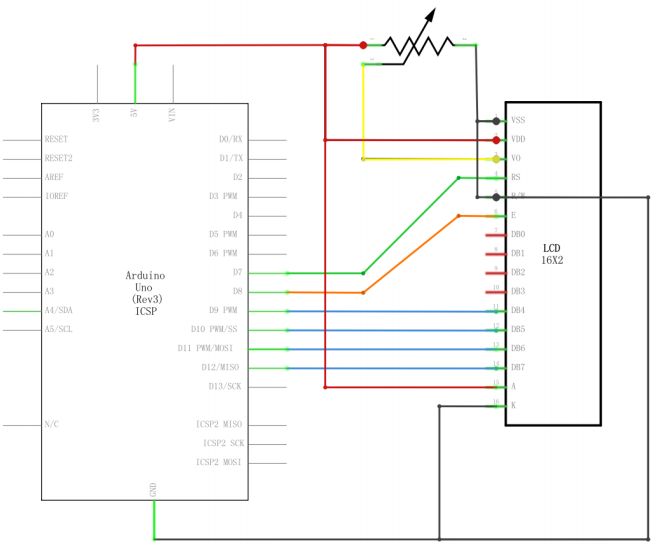 3V3
5V
VIN
RESET
RESET2
AREF
IOREF
A0
A1
A2
A3
A4/SDA
A5/SCL
N/C
Arduino
Uno
(Rev3)
ICSP
D0/RX
D1/TX
D2
D3 PWM
D4
D5 PWM
D6 PWM
D7
D8
D9 PWM
D10 PWM/SS
D11 PWM/MOSI
D12/MISO
D13/SCK
ICSP2 MISO
ICSP2 SCK
ICSP2 MOSI
GND
VSS
VDD
VO
RS
R/W
E
DB0
DB1
DB2
DB3
DB4
DB5
DB6
DB7
A
K
LCD
16X2